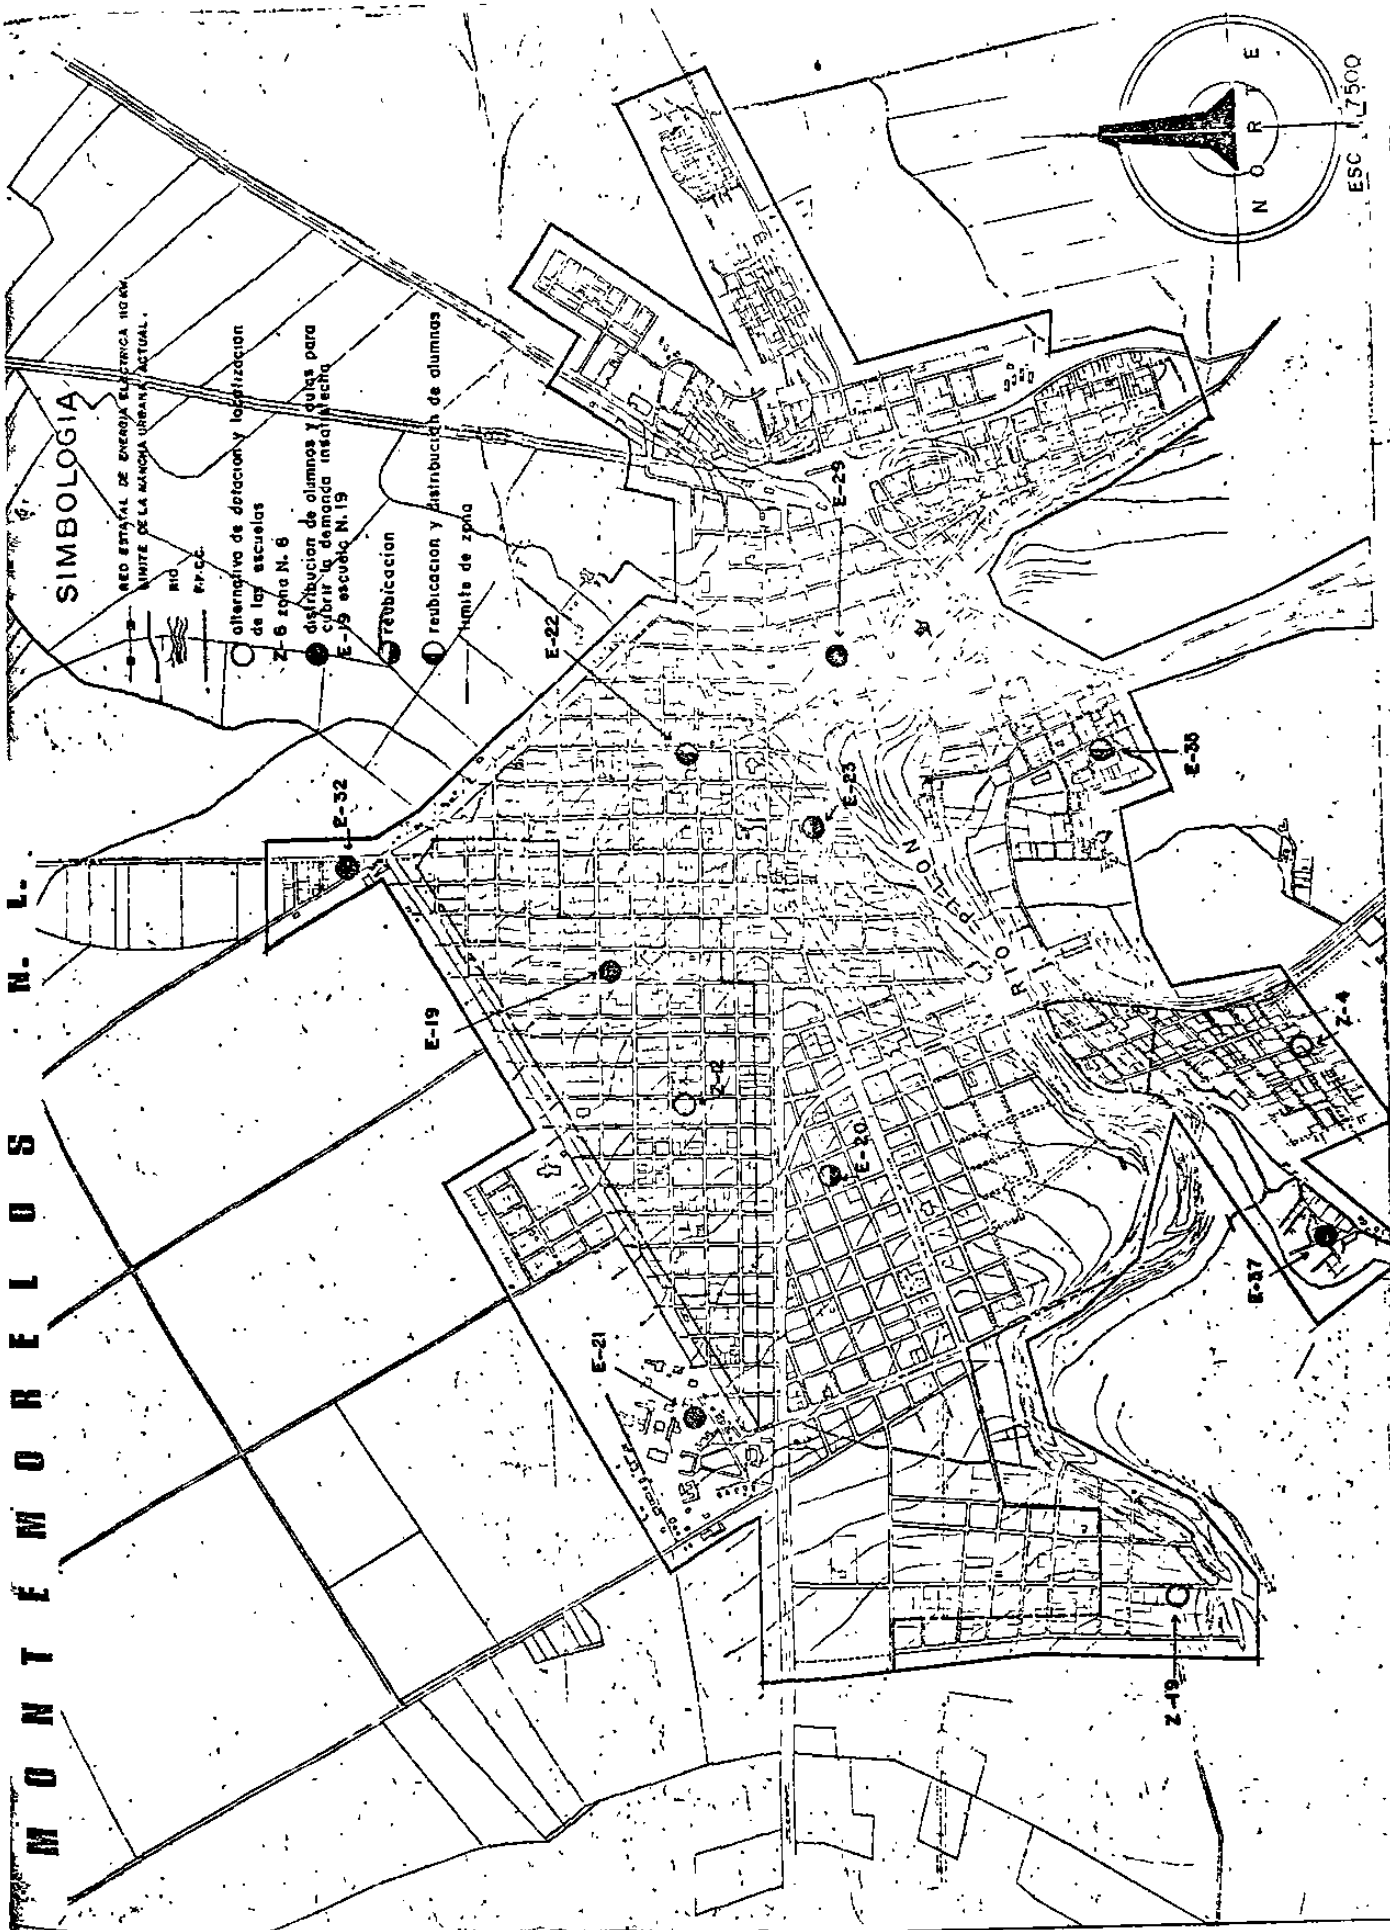 MONTEMORELOS N. L.
SIMBOLOGIA
RED ESTATAL DE ENERGIA ELECTRICA 110 KW.
LIMITE DE LA MANCHA URBANA ACTUAL.
RIO
F.F.C.C.
alternativa de dotacion y localizacion
de las escuelas
Z-6 zona N. 6
distribucion de alumnos y aulas para
cubrir la demanda insatisfecha
E-19 escuela N. 19
reubicacion
reubicacion y distribucion de alumnos
limite de zona
E-32
E-22
E-19
E-29
E-23
Z-12
E-20
E-21
RIO PILON
E-35
Z-4
E-37
Z-19
NORTE
ESC 1:7500